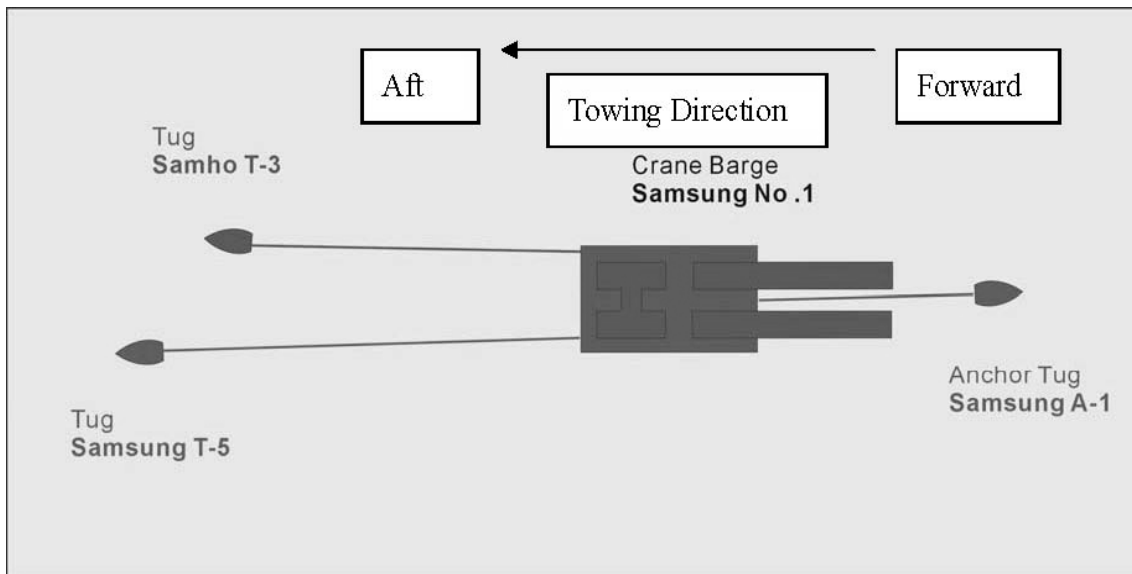 Aft
Forward
Towing Direction
Tug
Samho T-3
Crane Barge
Samsung No .1
Anchor Tug
Samsung A-1
Tug
Samsung T-5